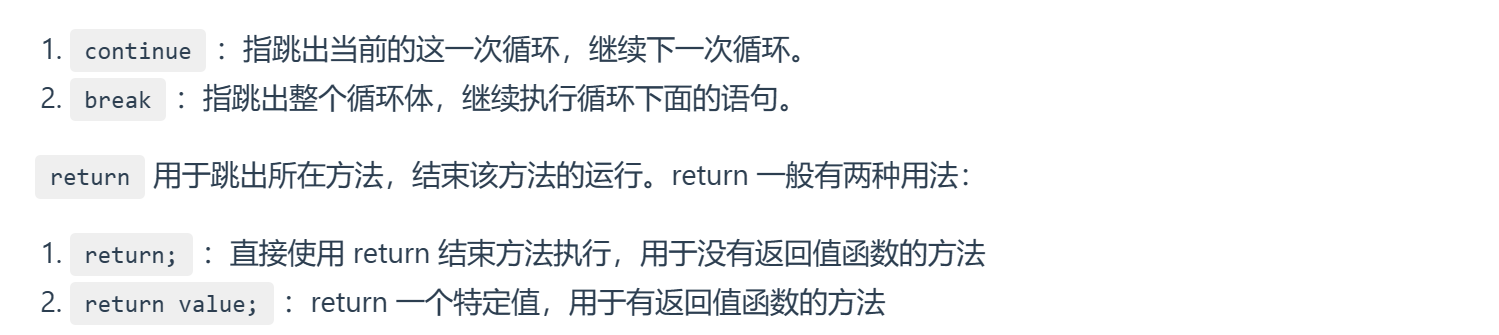 1. continue ：指跳出当前的这一次循环，继续下一次循环。
2. break ：指跳出整个循环体，继续执行循环下面的语句。
return 用于跳出所在方法，结束该方法的运行。return 一般有两种用法：
1. return; ：直接使用 return 结束方法执行，用于没有返回值函数的方法
2. return value; ：return 一个特定值，用于有返回值函数的方法